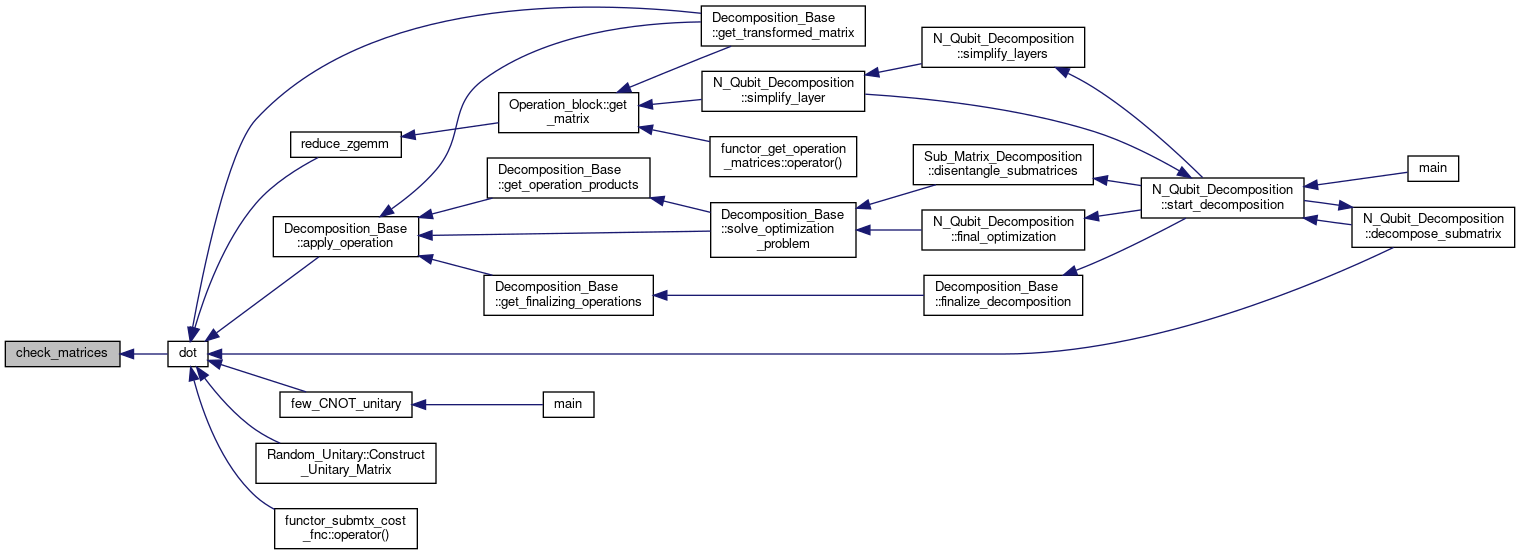 check_matrices
dot
Decomposition_Base
::get_transformed_matrix
reduce_zgemm
Operation_block::get
_matrix
N_Qubit_Decomposition
::simplify_layer
N_Qubit_Decomposition
::simplify_layers
functor_get_operation
_matrices::operator()
Decomposition_Base
::apply_operation
Decomposition_Base
::get_operation_products
Decomposition_Base
::solve_optimization
_problem
Decomposition_Base
::get_finalizing_operations
Sub_Matrix_Decomposition
::disentangle_submatrices
N_Qubit_Decomposition
::final_optimization
Decomposition_Base
::finalize_decomposition
N_Qubit_Decomposition
::start_decomposition
main
N_Qubit_Decomposition
::decompose_submatrix
few_CNOT_unitary
main
Random_Unitary::Construct
_Unitary_Matrix
functor_submtx_cost
_fnc::operator()